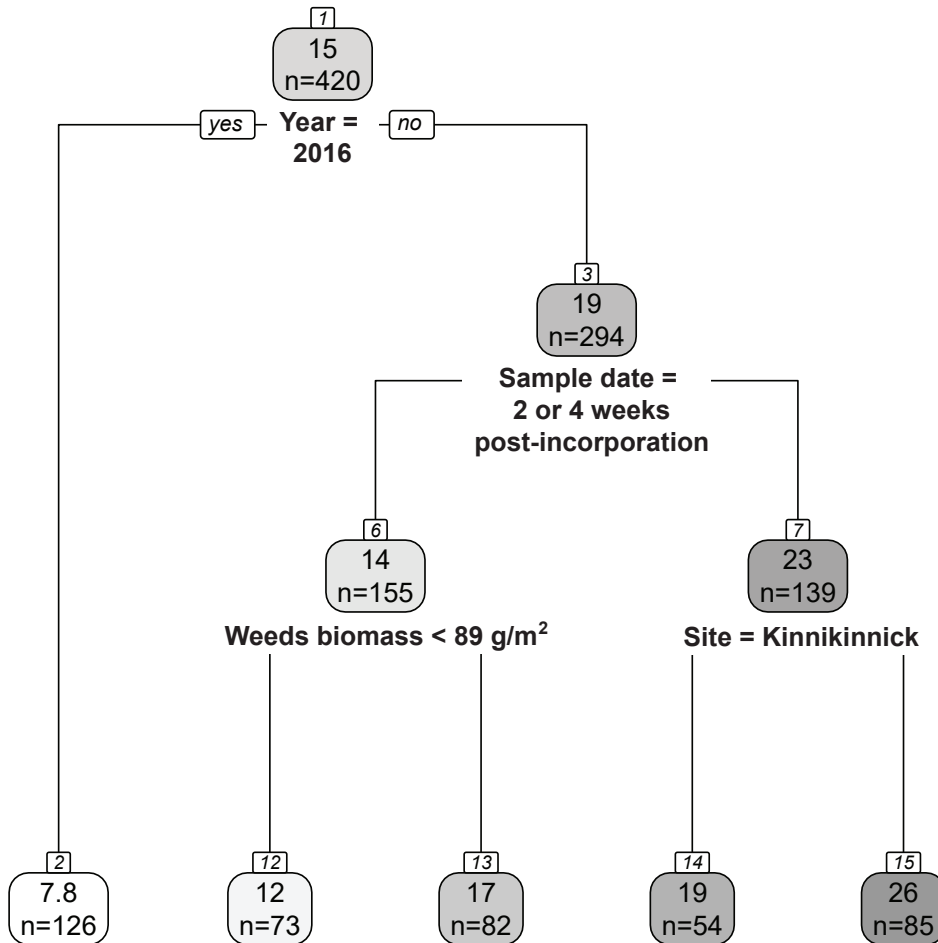 1
15
n=420
yes
Year =
2016
no
3
19
n=294
Sample date =
2 or 4 weeks
post-incorporation
6
14
n=155
7
23
n=139
Weeds biomass < 89 g/m²
Site = Kinnikinnick
2
7.8
n=126
12
12
n=73
13
17
n=82
14
19
n=54
15
26
n=85